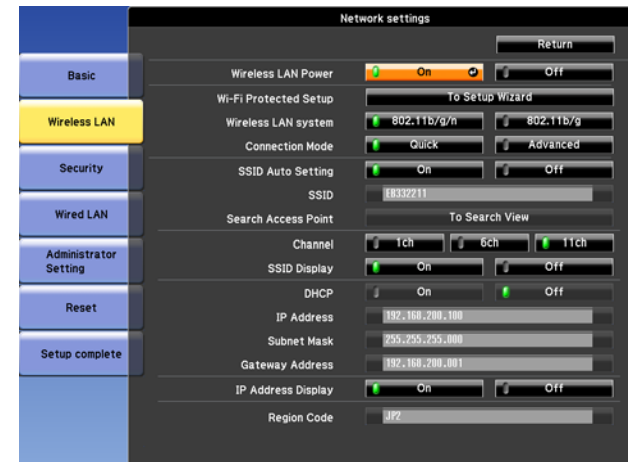 Network settings
Return
Basic
Wireless LAN
Security
Wired LAN
Administrator
Setting
Reset
Setup complete
Wireless LAN Power On Off
Wi-Fi Protected Setup To Setup Wizard
Wireless LAN system 802.11b/g/n 802.11b/g
Connection Mode Quick Advanced
SSID Auto Setting On Off
SSID EB332211
Search Access Point To Search View
Channel 1ch 6ch 11ch
SSID Display On Off
DHCP On Off
IP Address 192.168.200.100
Subnet Mask 255.255.255.000
Gateway Address 192.168.200.001
IP Address Display On Off
Region Code JP2